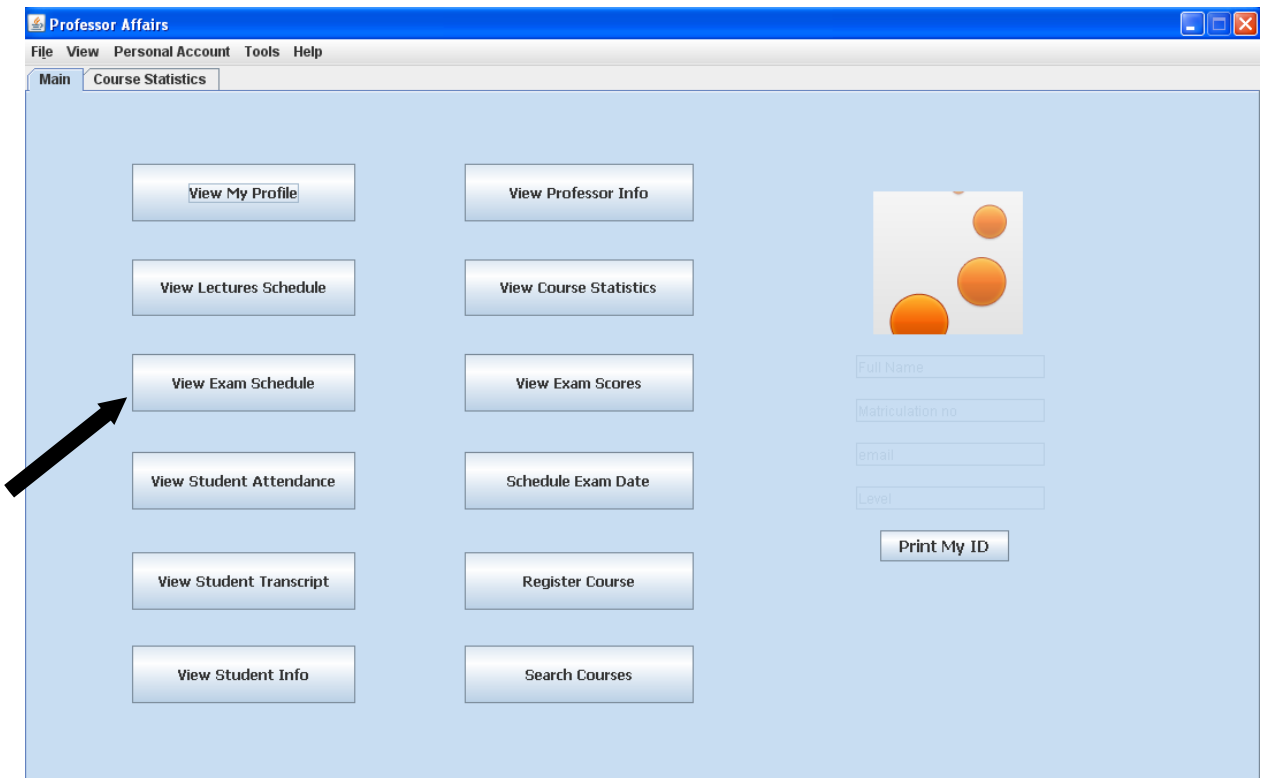 Professor Affairs
File View Personal Account Tools Help
Main Course Statistics
View My Profile
View Professor Info
View Lectures Schedule
View Course Statistics
View Exam Schedule
View Exam Scores
Full Name
Matriculation no
email
Level
View Student Attendance
Schedule Exam Date
Print My ID
View Student Transcript
Register Course
View Student Info
Search Courses